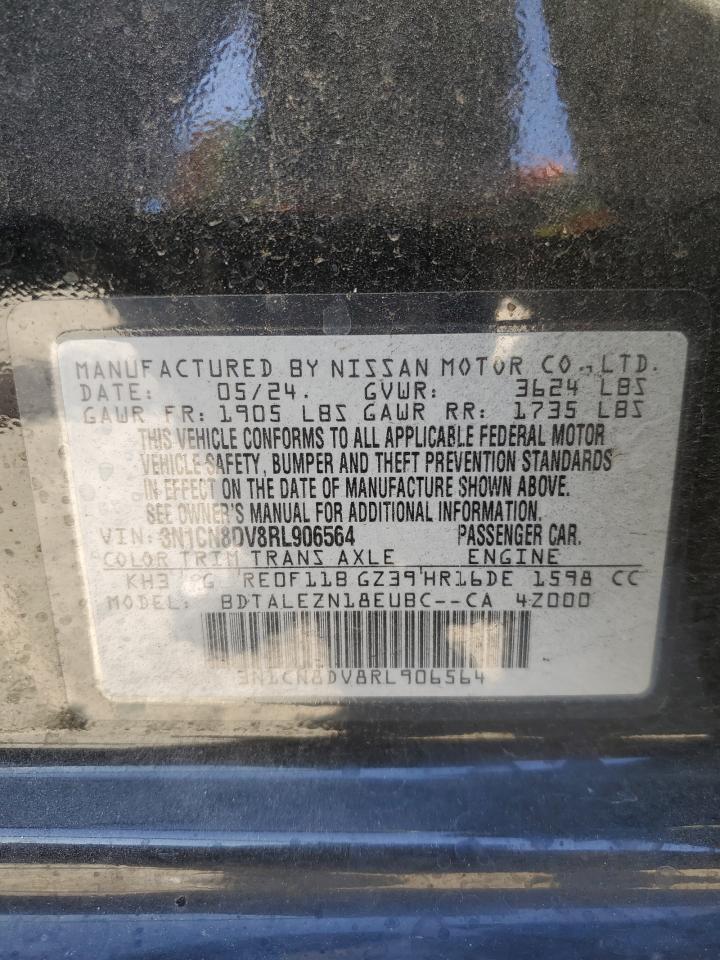 MANUFACTURED BY NISSAN MOTOR CO., LTD.
DATE: 05/24. GVWR: 3624 LBS
GAWR FR: 1905 LBS GAWR RR: 1735 LBS
THIS VEHICLE CONFORMS TO ALL APPLICABLE FEDERAL MOTOR
VEHICLE SAFETY, BUMPER AND THEFT PREVENTION STANDARDS
IN EFFECT ON THE DATE OF MANUFACTURE SHOWN ABOVE.
SEE OWNER'S MANUAL FOR ADDITIONAL INFORMATION.
VIN: 3N1CN8DV8RL906564 PASSENGER CAR.
COLOR TRIM TRANS AXLE ENGINE
KH3 RE0F11B GZ39 HR16DE 1598 CC
MODEL: BDTALEZN18EUBC--CA 4Z000
3N1CN8DV8RL906564